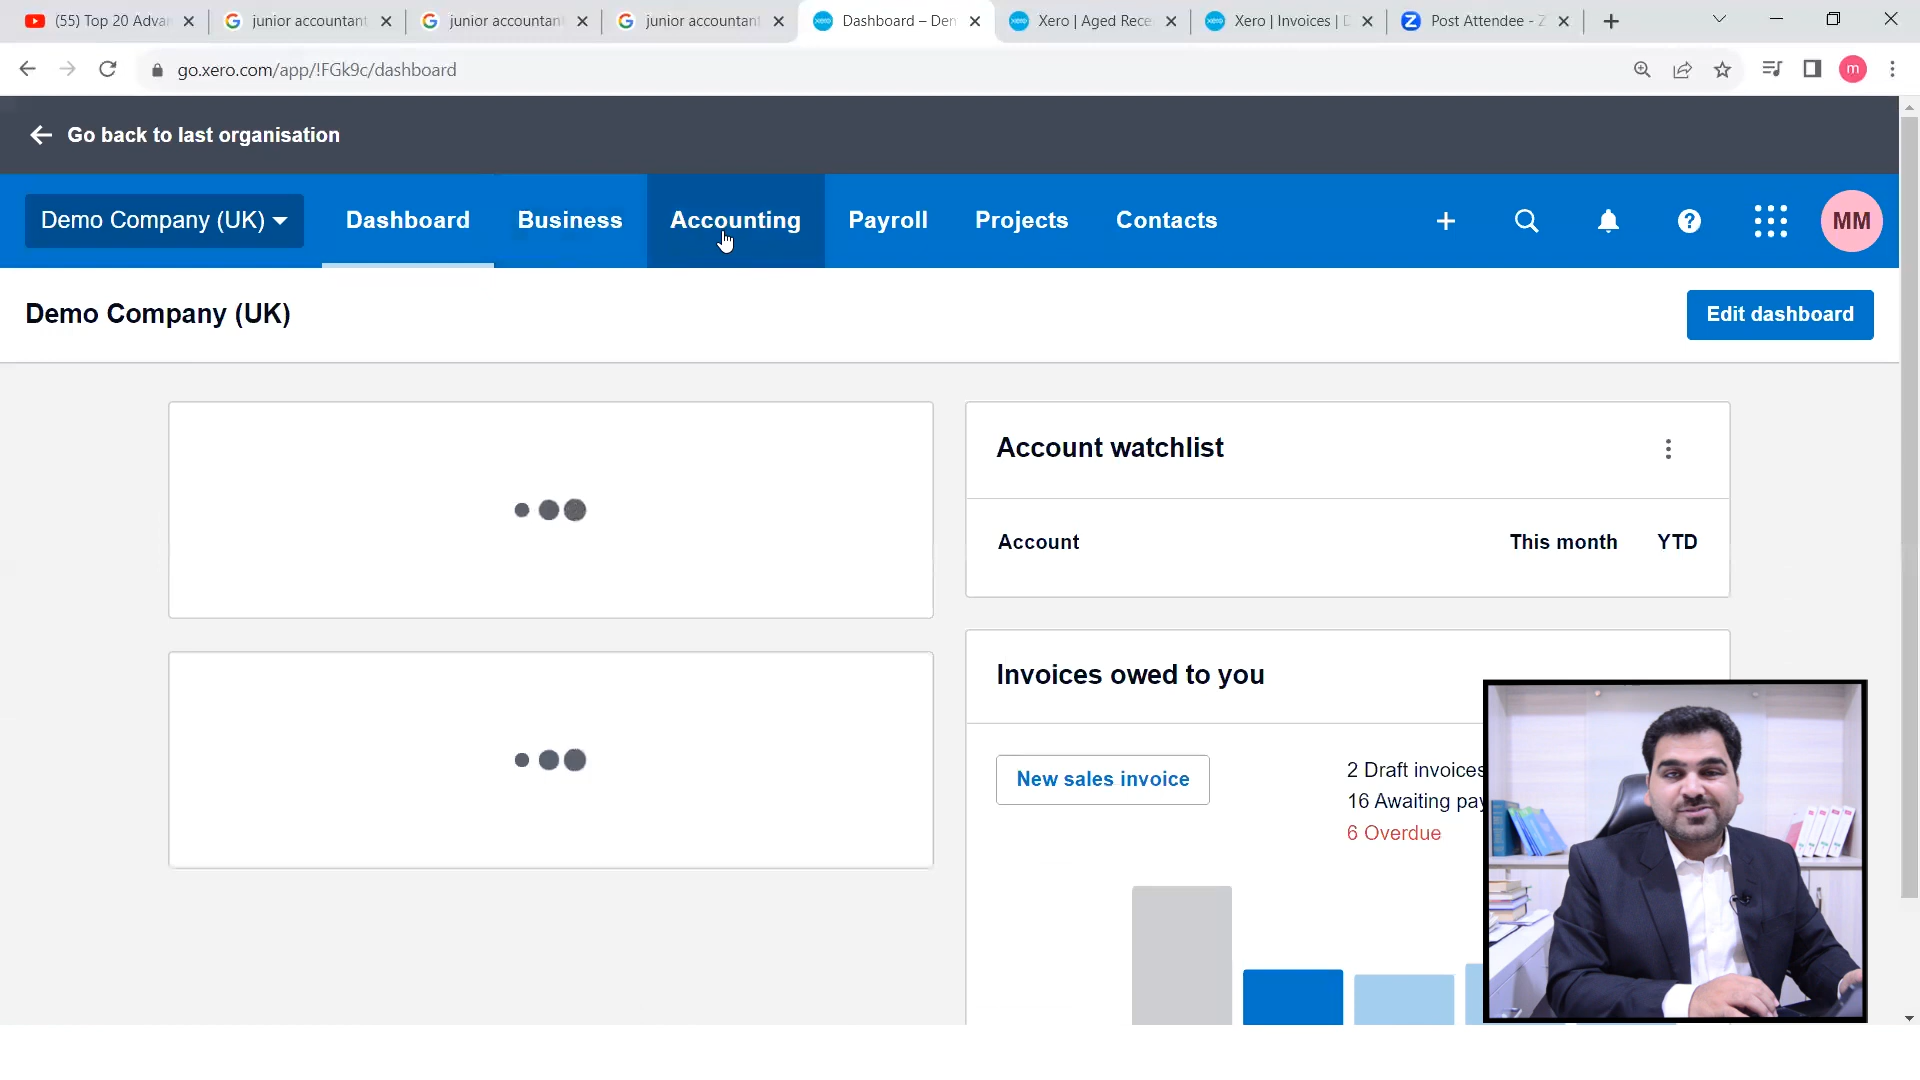 (55) Top 20 Advan
junior accountant
junior accountant
junior accountant
Dashboard – Den
Xero | Aged Rece
Xero | Invoices | D
Post Attendee - Z
go.xero.com/app/!FGk9c/dashboard
m
Go back to last organisation
Demo Company (UK)
Dashboard
Business
Accounting
Payroll
Projects
Contacts
MM
Demo Company (UK)
Edit dashboard
Account watchlist
Account
This month
YTD
Invoices owed to you
New sales invoice
2 Draft invoices
16 Awaiting pay
6 Overdue